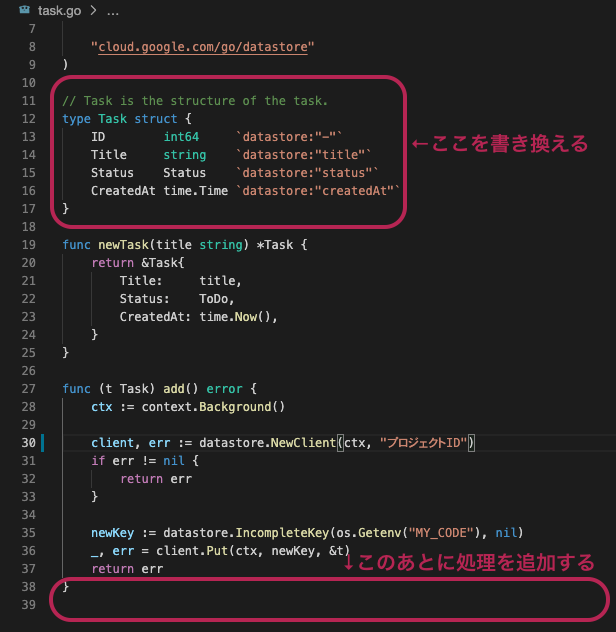 task.go > ...
7
8 "cloud.google.com/go/datastore"
9 )
10
11 // Task is the structure of the task.
12 type Task struct {
13 ID int64 `datastore:"-"`
14 Title string `datastore:"title"`
15 Status Status `datastore:"status"`
16 CreatedAt time.Time `datastore:"createdAt"`
17 }
←ここを書き換える
18
19 func newTask(title string) *Task {
20 return &Task{
21 Title: title,
22 Status: ToDo,
23 CreatedAt: time.Now(),
24 }
25 }
26
27 func (t Task) add() error {
28 ctx := context.Background()
29
30 client, err := datastore.NewClient(ctx, "プロジェクトID")
31 if err != nil {
32 return err
33 }
34
35 newKey := datastore.IncompleteKey(os.Getenv("MY_CODE"), nil)
36 _, err = client.Put(ctx, newKey, &t)
37 return err
↓このあとに処理を追加する
38 }
39